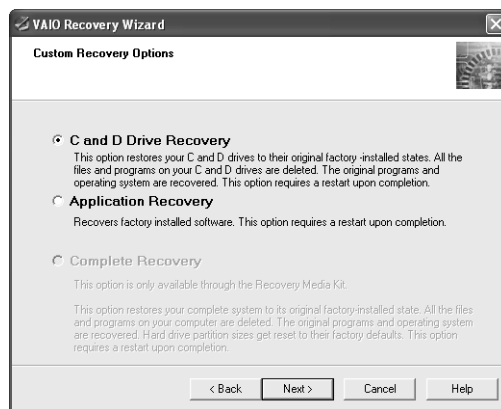 VAIO Recovery Wizard
Custom Recovery Options
C and D Drive Recovery
This option restores your C and D drives to their original factory -installed states. All the
files and programs on your C and D drives are deleted. The original programs and
operating system are recovered. This option requires a restart upon completion.
Application Recovery
Recovers factory installed software. This option requires a restart upon completion.
Complete Recovery
This option is only available through the Recovery Media Kit.
This option restores your complete system to its original factory-installed state. All the files
and programs on your computer are deleted. The original programs and operating system
are recovered. Hard drive partition sizes get reset to their factory defaults. This option
requires a restart upon completion.
< Back
Next >
Cancel
Help